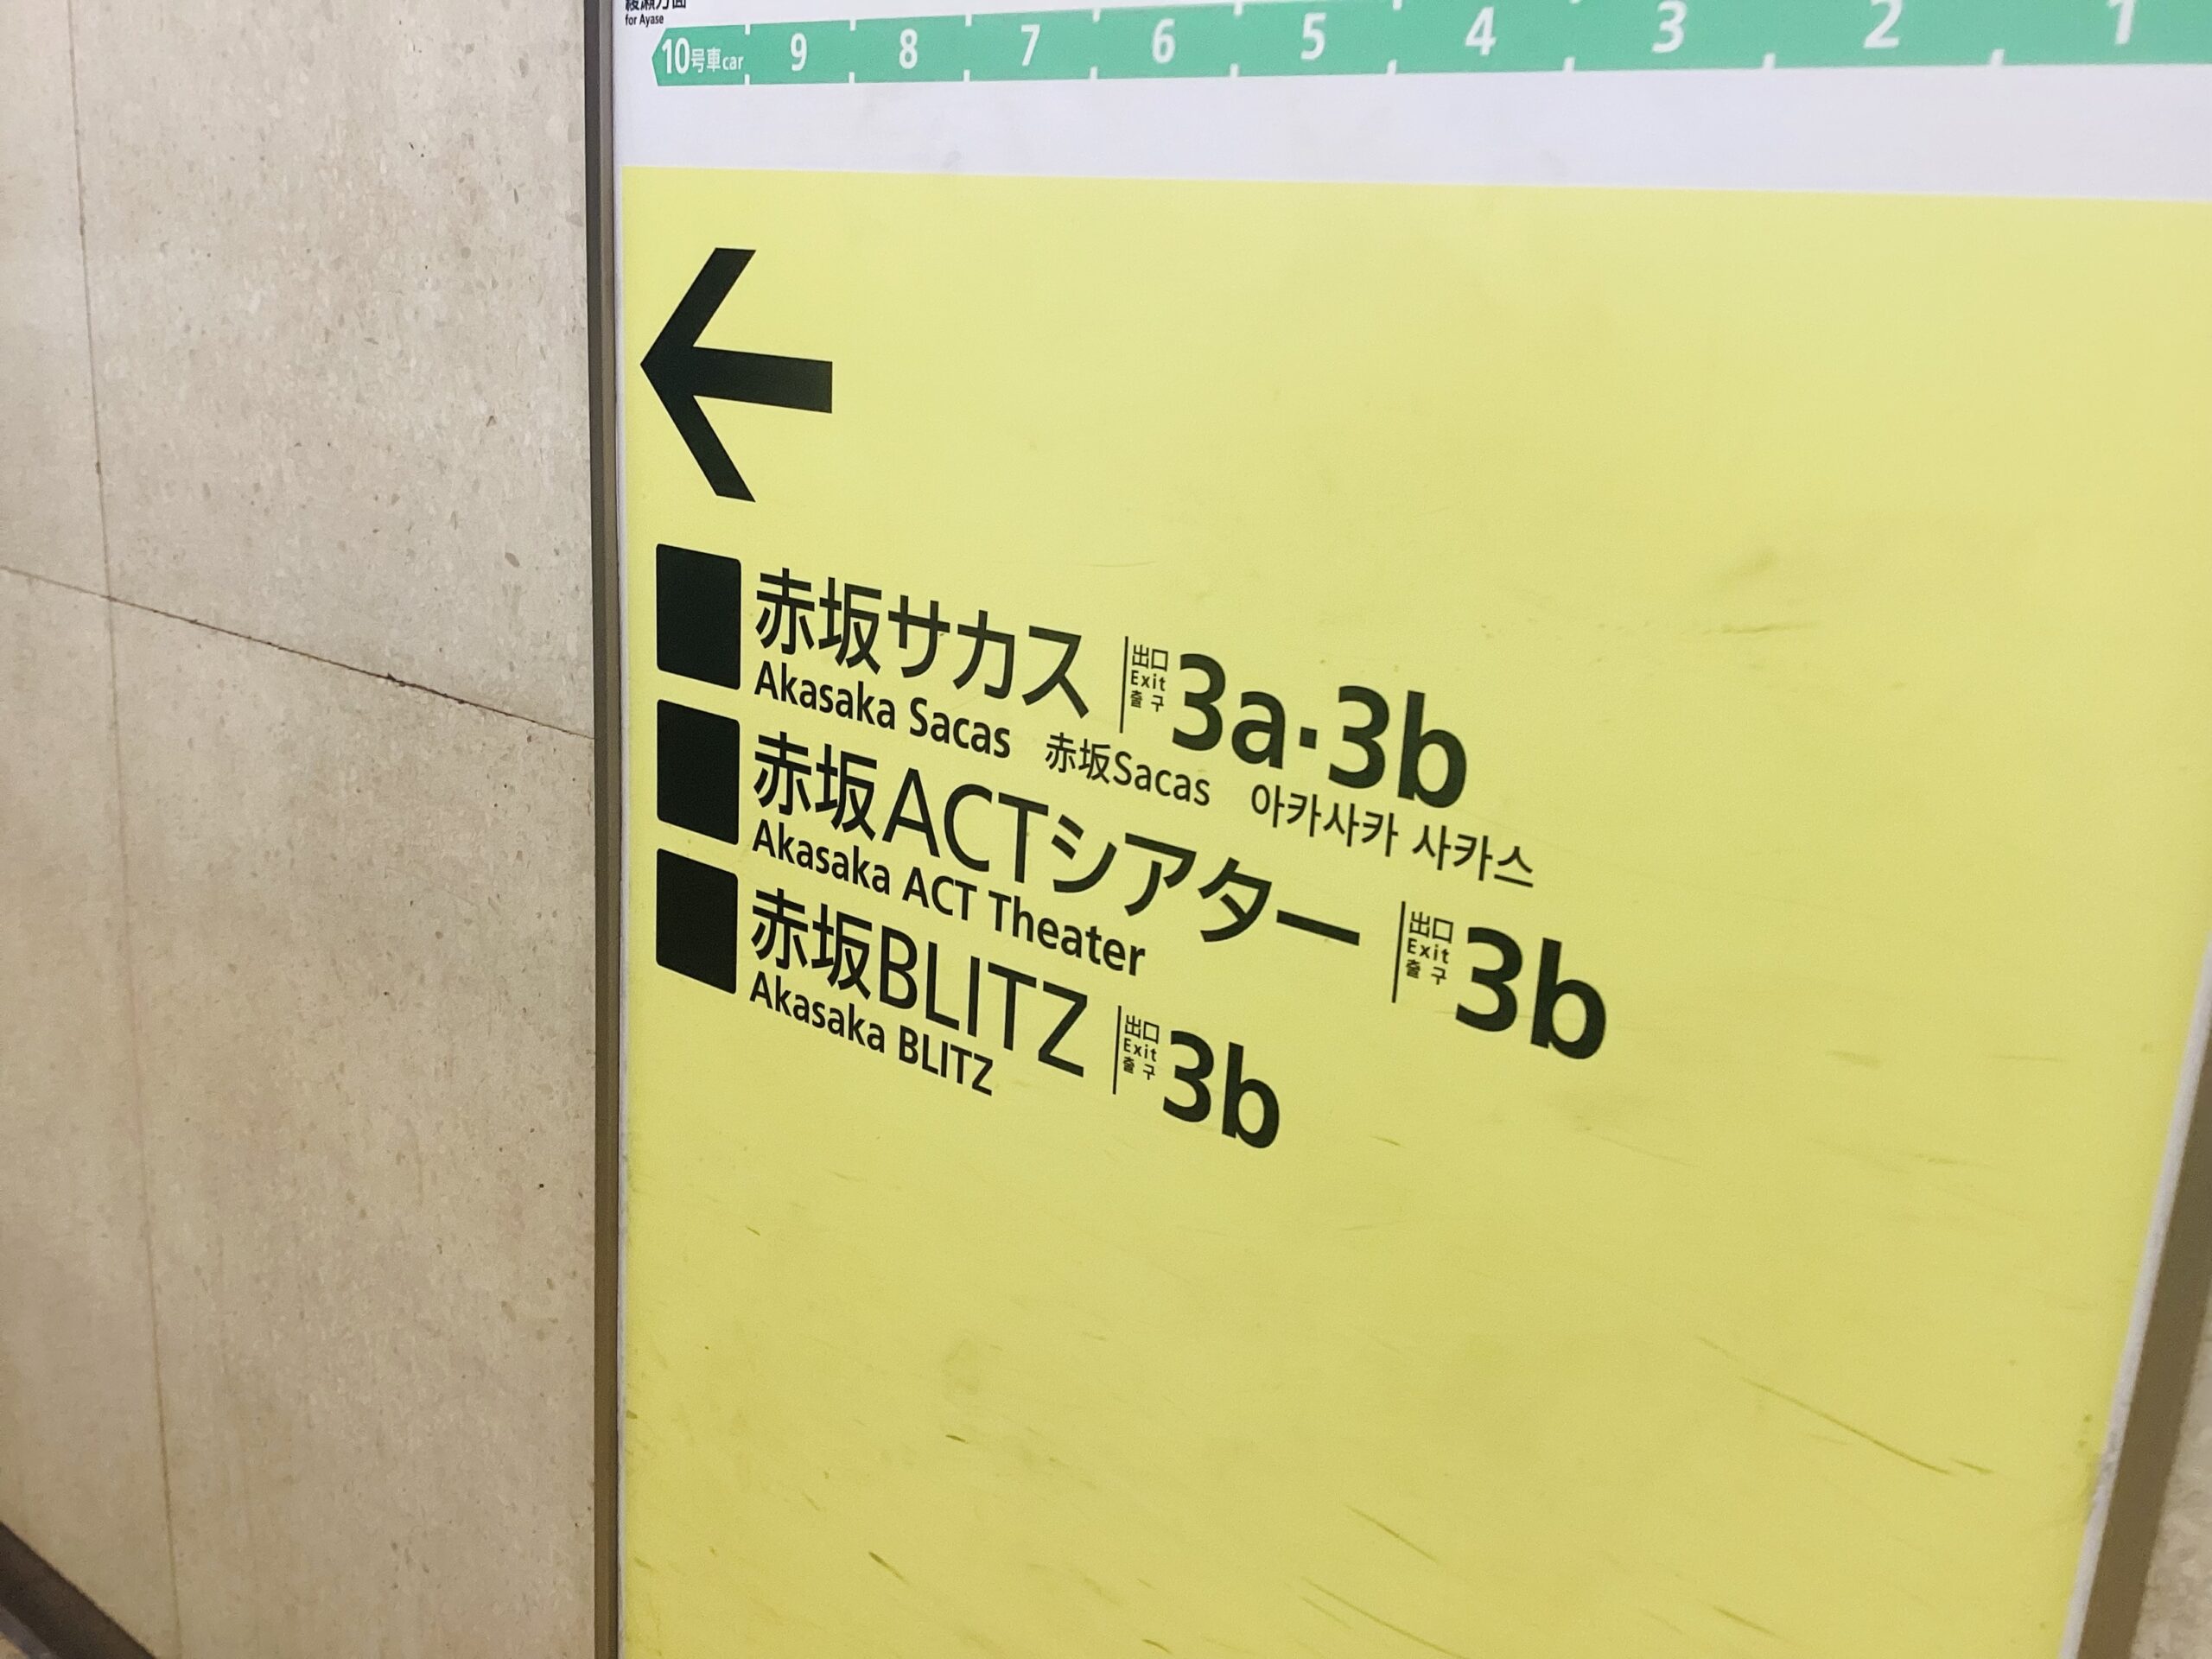 綾瀬方面
for Ayase
10号車car 9 8 7 6 5 4 3 2 1
赤坂サカス 出口 Exit 출구 3a·3b
Akasaka Sacas 赤坂Sacas 아카사카 사카스
赤坂ACTシアター 出口 Exit 출구 3b
Akasaka ACT Theater
赤坂BLITZ 出口 Exit 출구 3b
Akasaka BLITZ